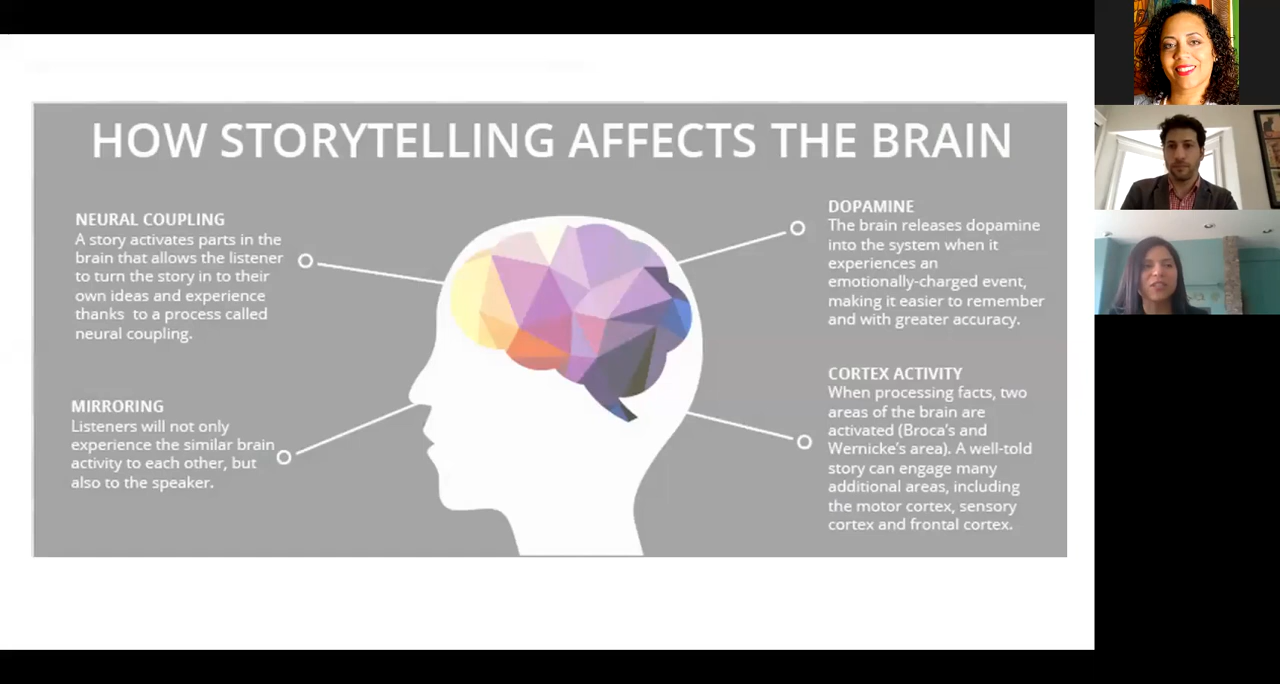 HOW STORYTELLING AFFECTS THE BRAIN
NEURAL COUPLING
A story activates parts in the
brain that allows the listener
to turn the story in to their
own ideas and experience
thanks to a process called
neural coupling.
MIRRORING
Listeners will not only
experience the similar brain
activity to each other, but
also to the speaker.
DOPAMINE
The brain releases dopamine
into the system when it
experiences an
emotionally-charged event,
making it easier to remember
and with greater accuracy.
CORTEX ACTIVITY
When processing facts, two
areas of the brain are
activated (Broca's and
Wernicke's area). A well-told
story can engage many
additional areas, including
the motor cortex, sensory
cortex and frontal cortex.